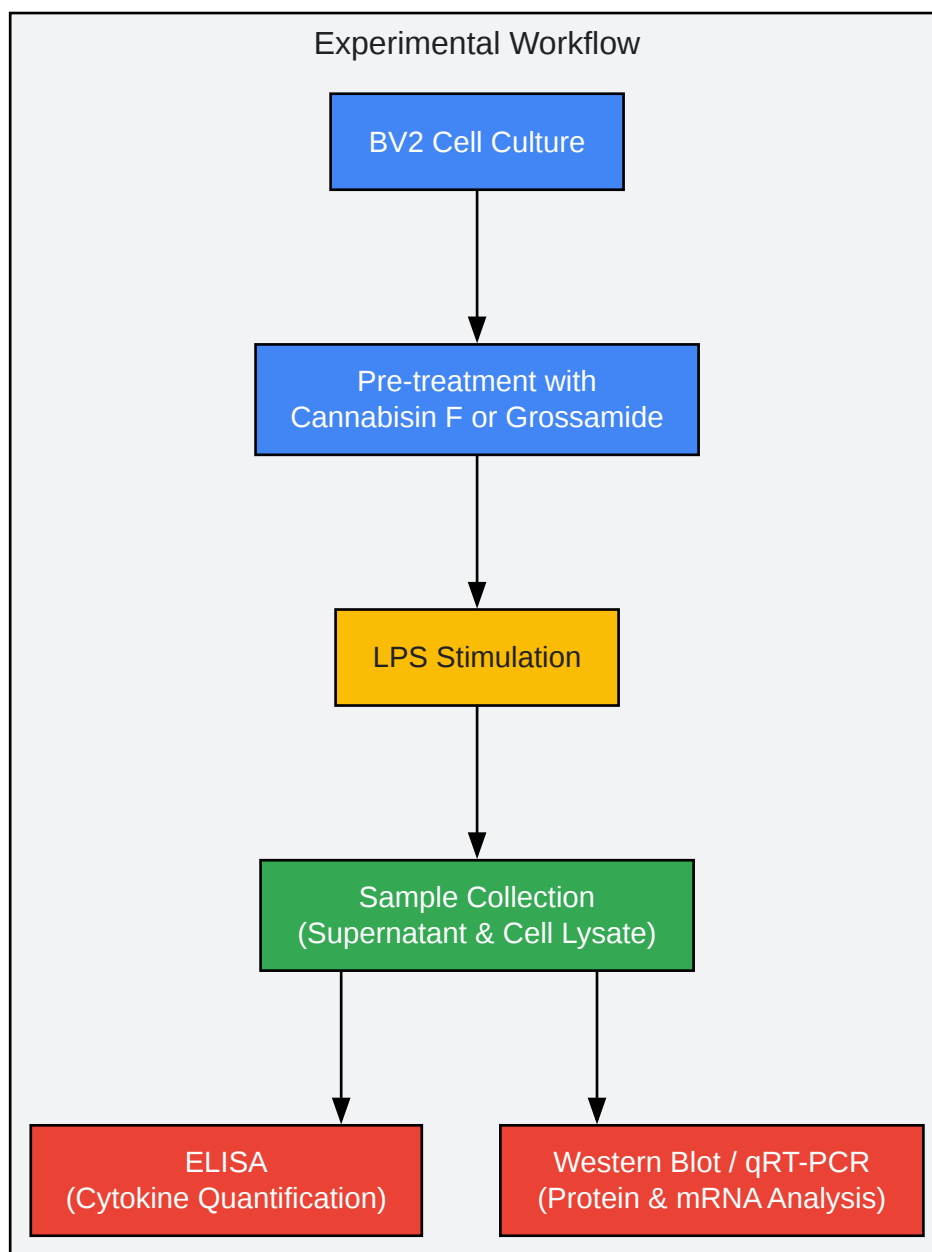 Experimental Workflow
BV2 Cell Culture
Pre-treatment with
Cannabisin F or Grossamide
LPS Stimulation
Sample Collection
(Supernatant & Cell Lysate)
ELISA
(Cytokine Quantification)
Western Blot / qRT-PCR
(Protein & mRNA Analysis)